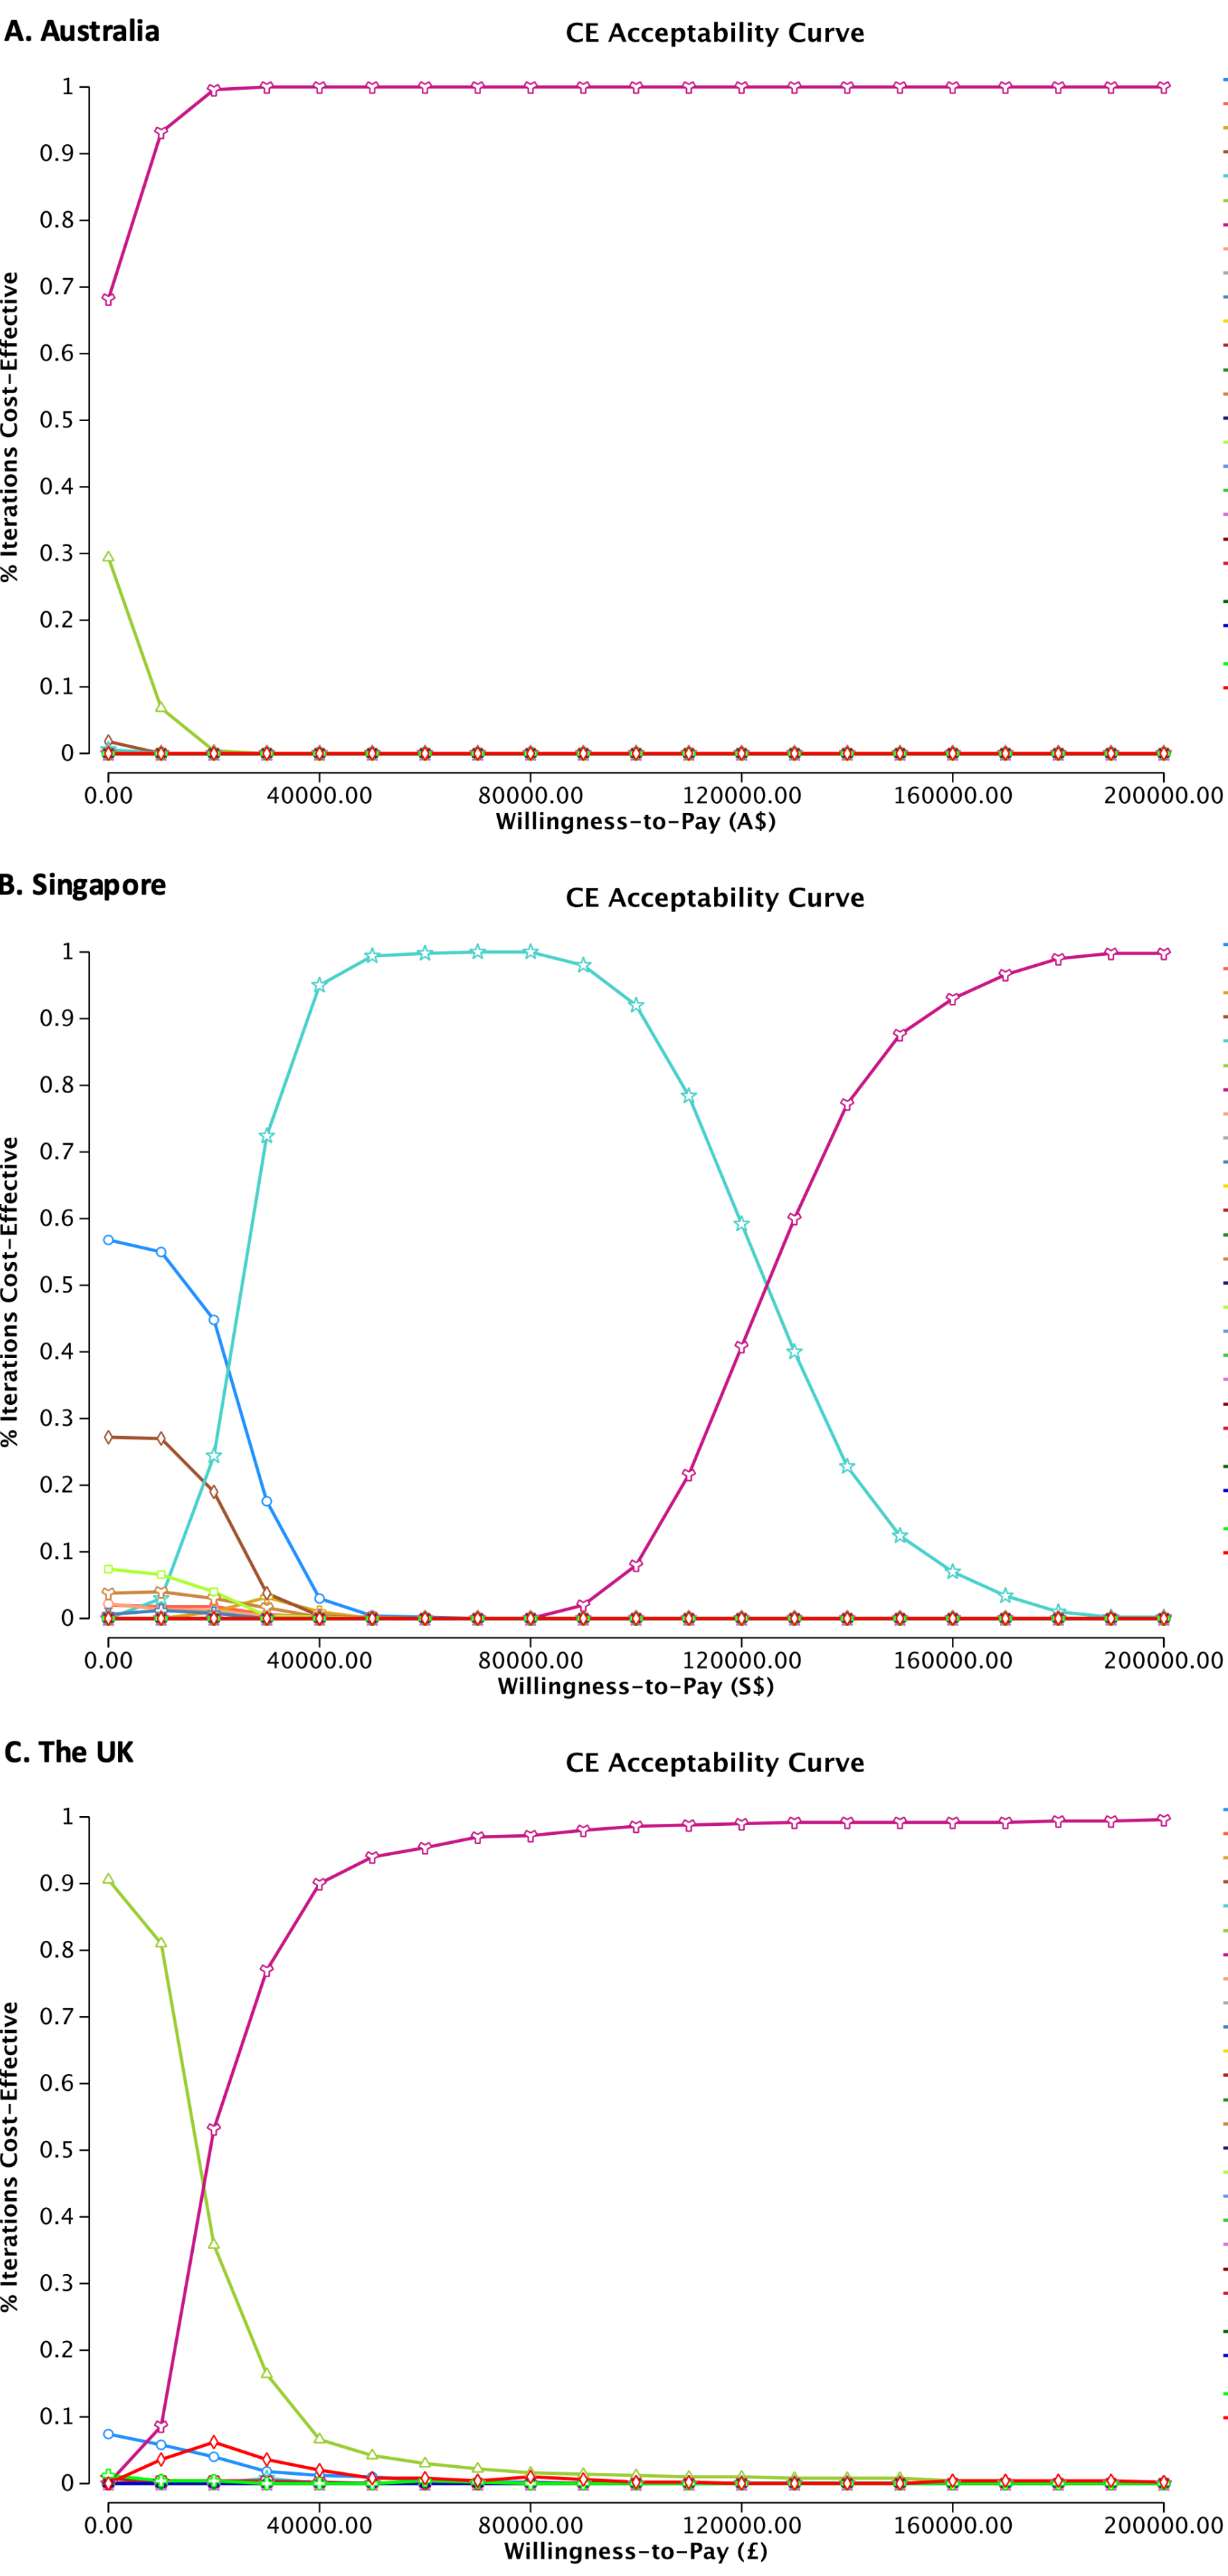 A. Australia
CE Acceptability Curve
1
0.9
0.8
0.7
0.6
0.5
0.4
0.3
0.2
0.1
0
% Iterations Cost-Effective
0.00 40000.00 80000.00 120000.00 160000.00 200000.00
Willingness-to-Pay (A$)
B. Singapore
CE Acceptability Curve
1
0.9
0.8
0.7
0.6
0.5
0.4
0.3
0.2
0.1
0
% Iterations Cost-Effective
0.00 40000.00 80000.00 120000.00 160000.00 200000.00
Willingness-to-Pay (S$)
C. The UK
CE Acceptability Curve
1
0.9
0.8
0.7
0.6
0.5
0.4
0.3
0.2
0.1
0
% Iterations Cost-Effective
0.00 40000.00 80000.00 120000.00 160000.00 200000.00
Willingness-to-Pay (£)